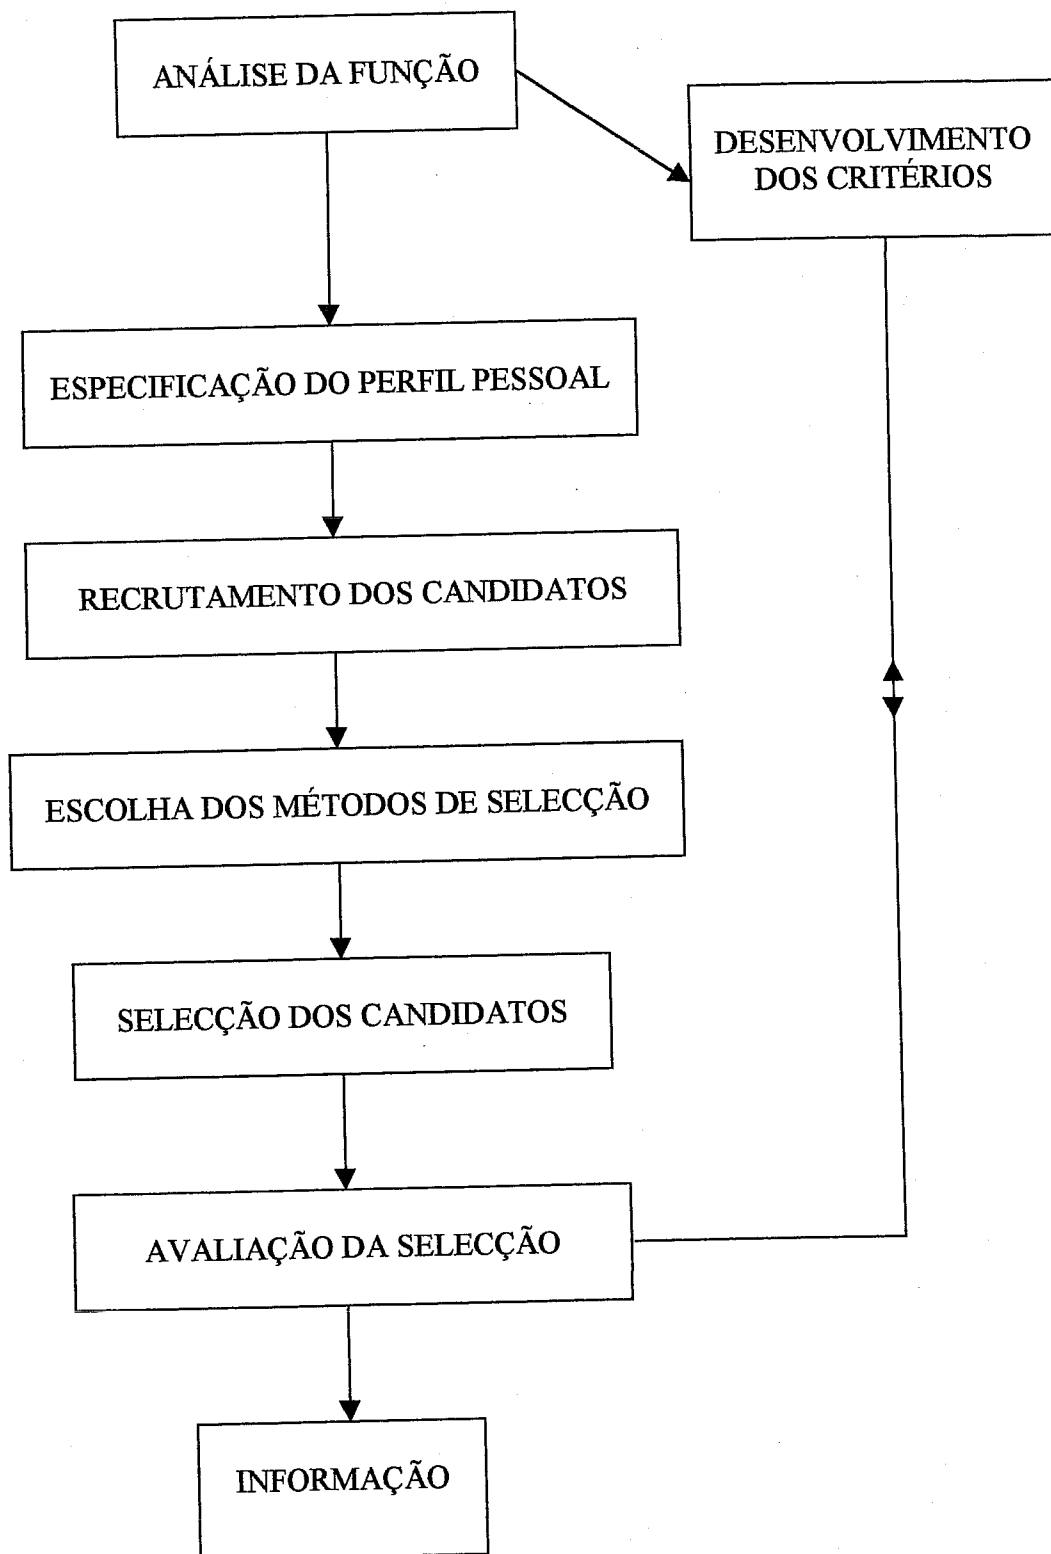 ANÁLISE DA FUNÇÃO
DESENVOLVIMENTO
DOS CRITÉRIOS
ESPECIFICAÇÃO DO PERFIL PESSOAL
RECRUTAMENTO DOS CANDIDATOS
ESCOLHA DOS MÉTODOS DE SELECÇÃO
SELECÇÃO DOS CANDIDATOS
AVALIAÇÃO DA SELECÇÃO
INFORMAÇÃO